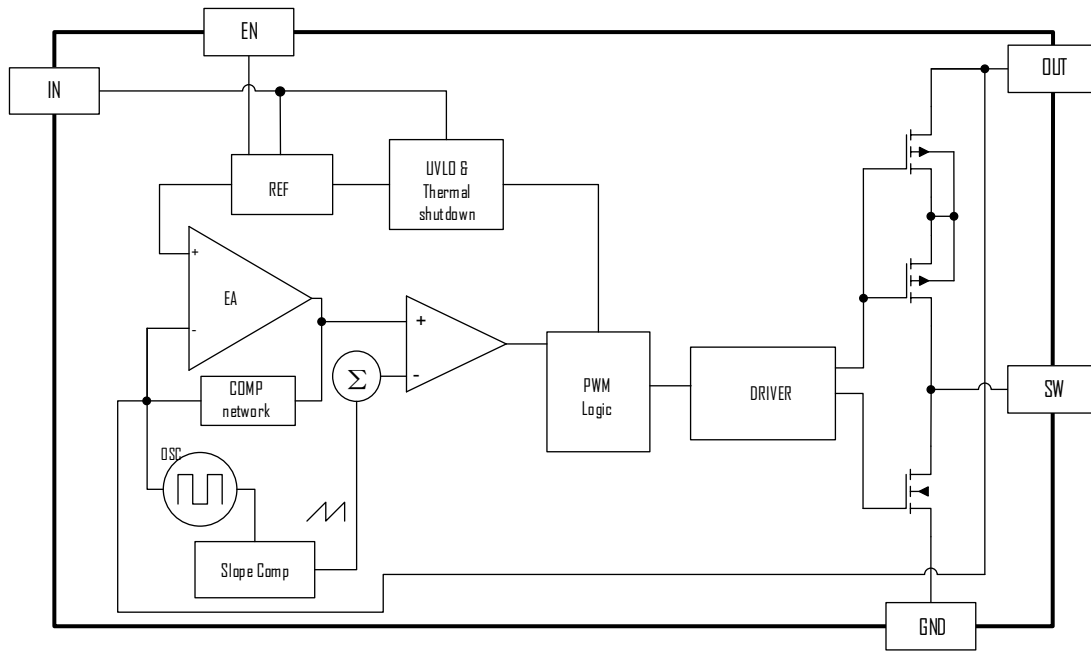 EN
IN
OUT
REF
UVLO &
Thermal
shutdown
+
EA
-
+
-
Σ
COMP
network
PWM
Logic
DRIVER
SW
OSC
Slope Comp
GND